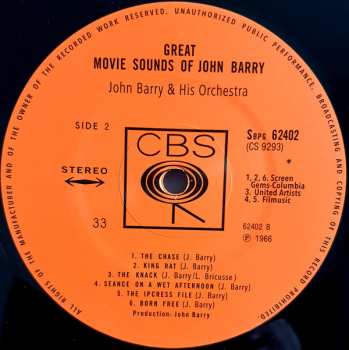 ALL RIGHTS OF THE MANUFACTURER AND OF THE OWNER OF THE RECORDED WORK RESERVED. UNAUTHORISED PUBLIC PERFORMANCE, BROADCASTING AND COPYING OF THIS RECORD PROHIBITED.
GREAT
MOVIE SOUNDS OF JOHN BARRY
John Barry & His Orchestra
SIDE 2
CBS
SBPG 62402
(CS 9293)
*
STEREO
1, 2, 6. Screen
Gems-Columbia
3. United Artists
4, 5. Filmusic
33
62402 B
Ⓟ 1966
1. THE CHASE (J. Barry)
2. KING RAT (J. Barry)
3. THE KNACK (J. Barry/L. Bricusse)
4. SEANCE ON A WET AFTERNOON (J. Barry)
5. THE IPCRESS FILE (J. Barry)
6. BORN FREE (J. Barry)
Production: John Barry